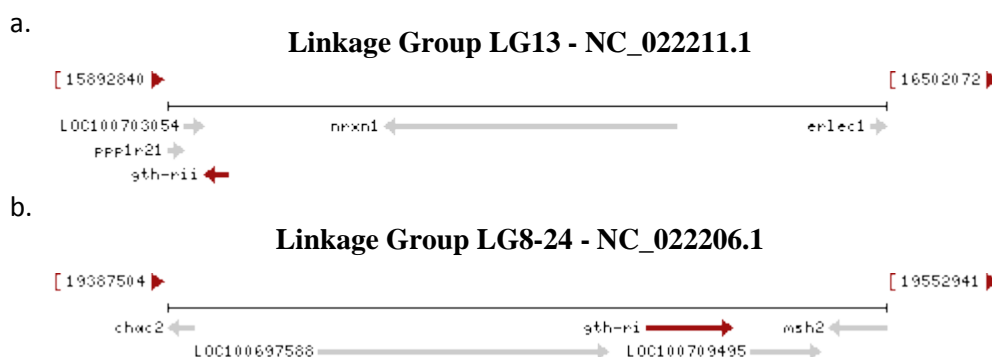 a.
Linkage Group LG13 - NC_022211.1
[ 15892840 [ 16502072
LOC100703054 nrxn1 erlec1
ppp1r21
gth-rii
b.
Linkage Group LG8-24 - NC_022206.1
[ 19387504 [ 19552941
chac2 gth-ri msh2
LOC100697588 LOC100709495